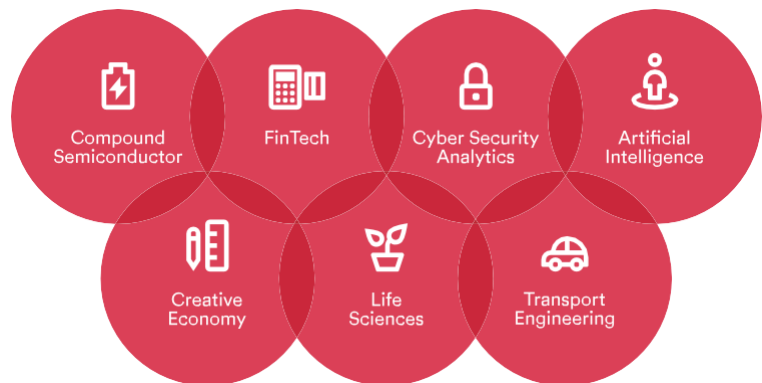 Compound
Semiconductor
FinTech
Cyber Security
Analytics
Artificial
Intelligence
Creative
Economy
Life
Sciences
Transport
Engineering